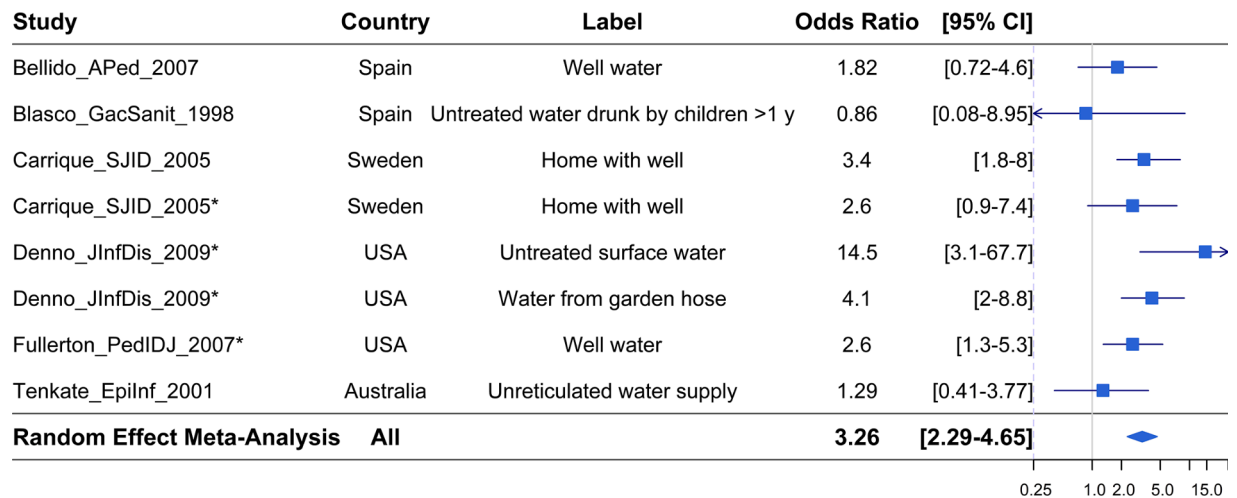 Study Country Label Odds Ratio [95% CI]
Bellido_APed_2007 Spain Well water 1.82 [0.72-4.6]
Blasco_GacSanit_1998 Spain Untreated water drunk by children >1 y 0.86 [0.08-8.95]
Carrique_SJID_2005 Sweden Home with well 3.4 [1.8-8]
Carrique_SJID_2005* Sweden Home with well 2.6 [0.9-7.4]
Denno_JInfDis_2009* USA Untreated surface water 14.5 [3.1-67.7]
Denno_JInfDis_2009* USA Water from garden hose 4.1 [2-8.8]
Fullerton_PedIDJ_2007* USA Well water 2.6 [1.3-5.3]
Tenkate_EpiInf_2001 Australia Unreticulated water supply 1.29 [0.41-3.77]
Random Effect Meta-Analysis All 3.26 [2.29-4.65]
0.25 1.0 2.0 5.0 15.0